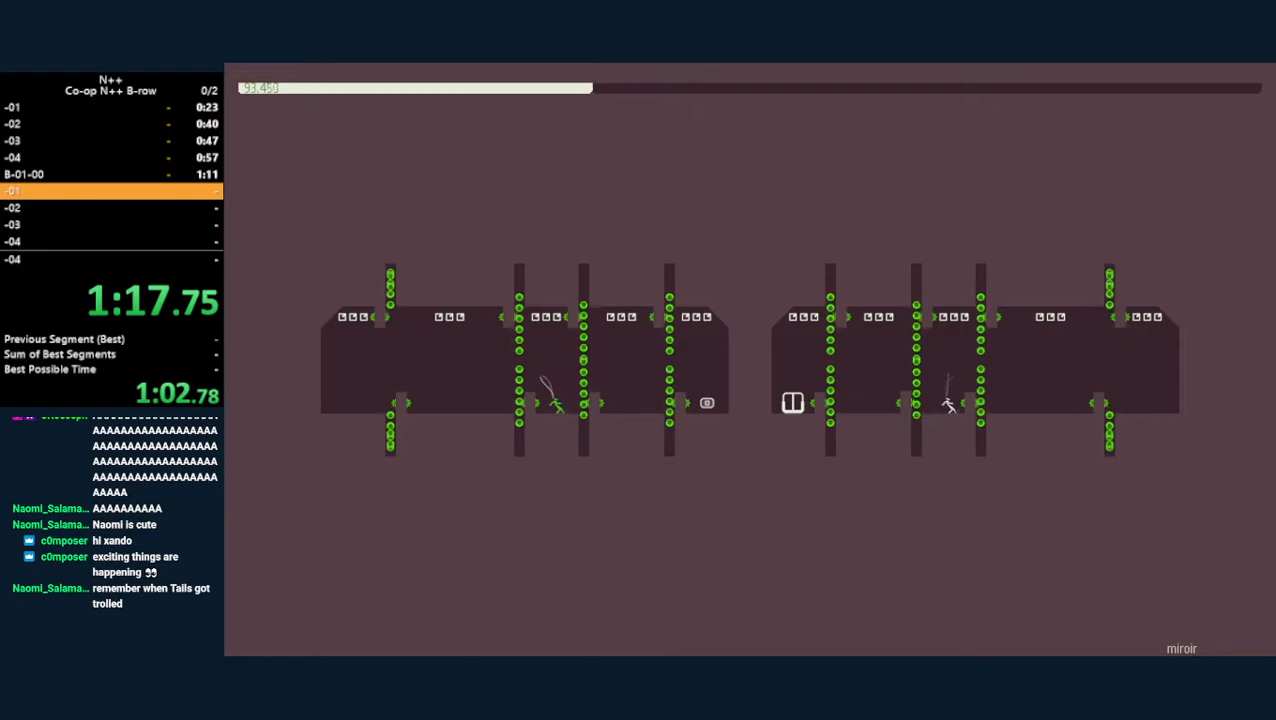 N++
Co-op N++ B-row 0/2
-01 - 0:23
-02 - 0:40
-03 - 0:47
-04 - 0:57
B-01-00 - 1:11
-01 -
-02 -
-03 -
-04 -
-04 -
1:17.75
Previous Segment (Best) -
Sum of Best Segments -
Best Possible Time -
1:02.78
AAAAAAAAAAAAAAAAAA
AAAAAAAAAAAAAAAAAA
AAAAAAAAAAAAAAAAAA
AAAAAAAAAAAAAAAAAA
AAAAA
Naomi_Salama... AAAAAAAAAA
Naomi_Salama... Naomi is cute
c0mposer hi xando
c0mposer exciting things are
happening 👀
Naomi_Salama... remember when Tails got
trolled
93.450
miroir